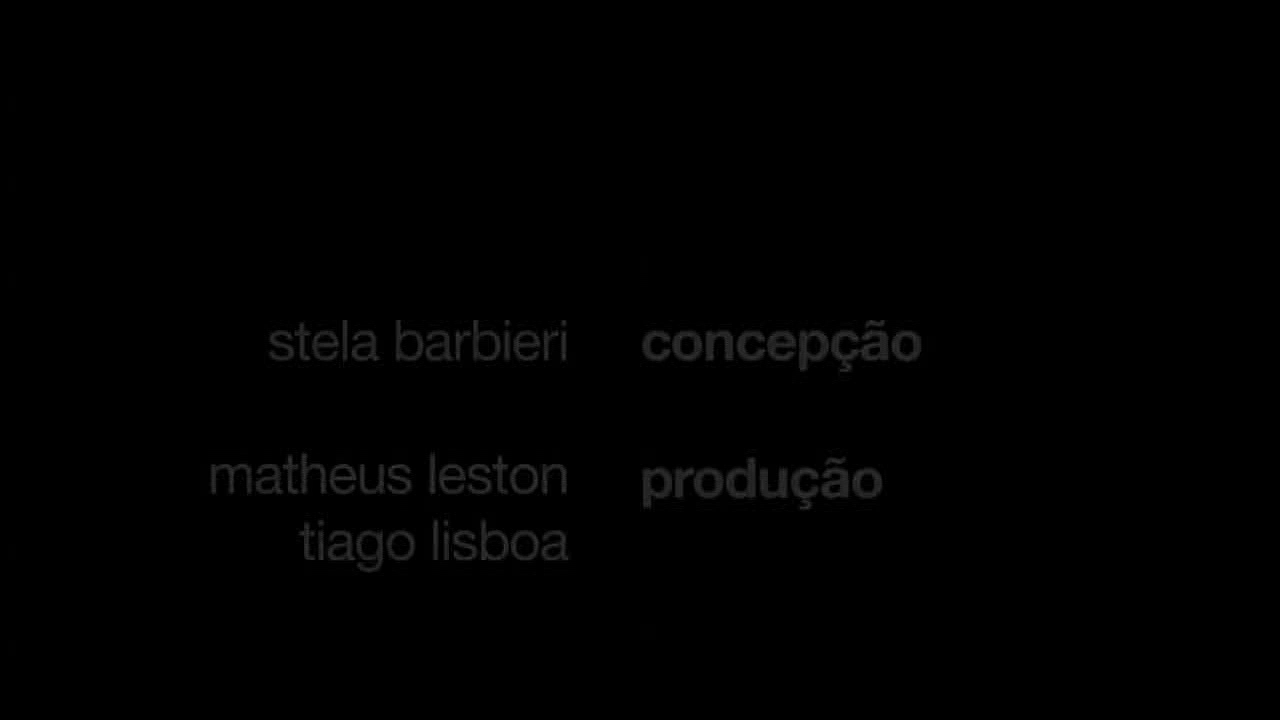 stela barbieri concepção
matheus leston produção
tiago lisboa